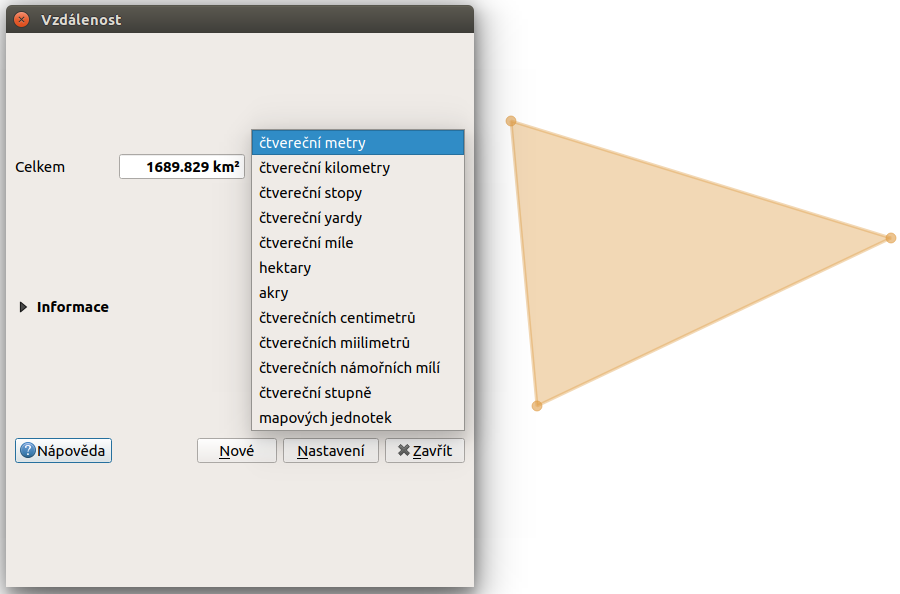 Vzdálenost
Celkem
1689.829 km²
čtvereční metry
čtvereční kilometry
čtvereční stopy
čtvereční yardy
čtvereční míle
hektary
akry
čtverečních centimetrů
čtverečních miilimetrů
čtverečních námořních mílí
čtvereční stupně
mapových jednotek
Informace
Nápověda
Nové
Nastavení
Zavřít